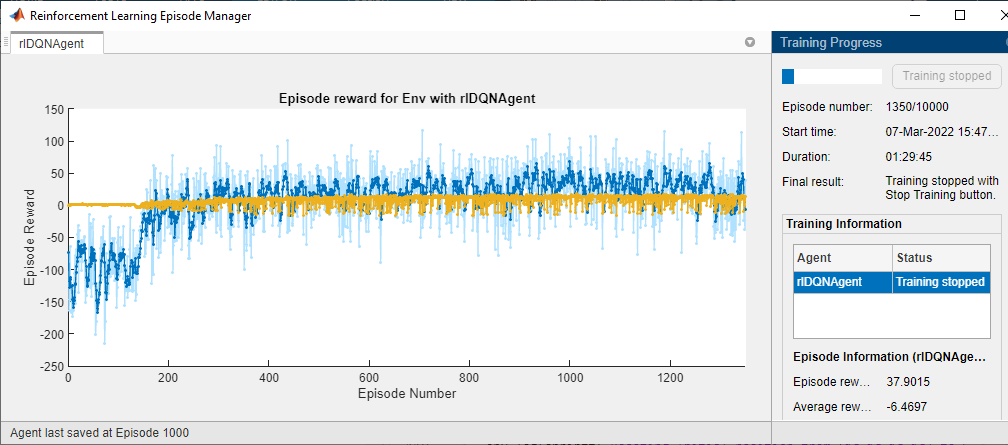 Reinforcement Learning Episode Manager
rlDQNAgent
Episode reward for Env with rlDQNAgent
150
100
50
0
-50
-100
-150
-200
-250
Episode Reward
0
200
400
600
800
1000
1200
Episode Number
Agent last saved at Episode 1000
Training Progress
Training stopped
Episode number: 1350/10000
Start time: 07-Mar-2022 15:47...
Duration: 01:29:45
Final result: Training stopped with
Stop Training button.
Training Information
Agent Status
rlDQNAgent Training stopped
Episode Information (rlDQNAge...
Episode rew... 37.9015
Average rew... -6.4697